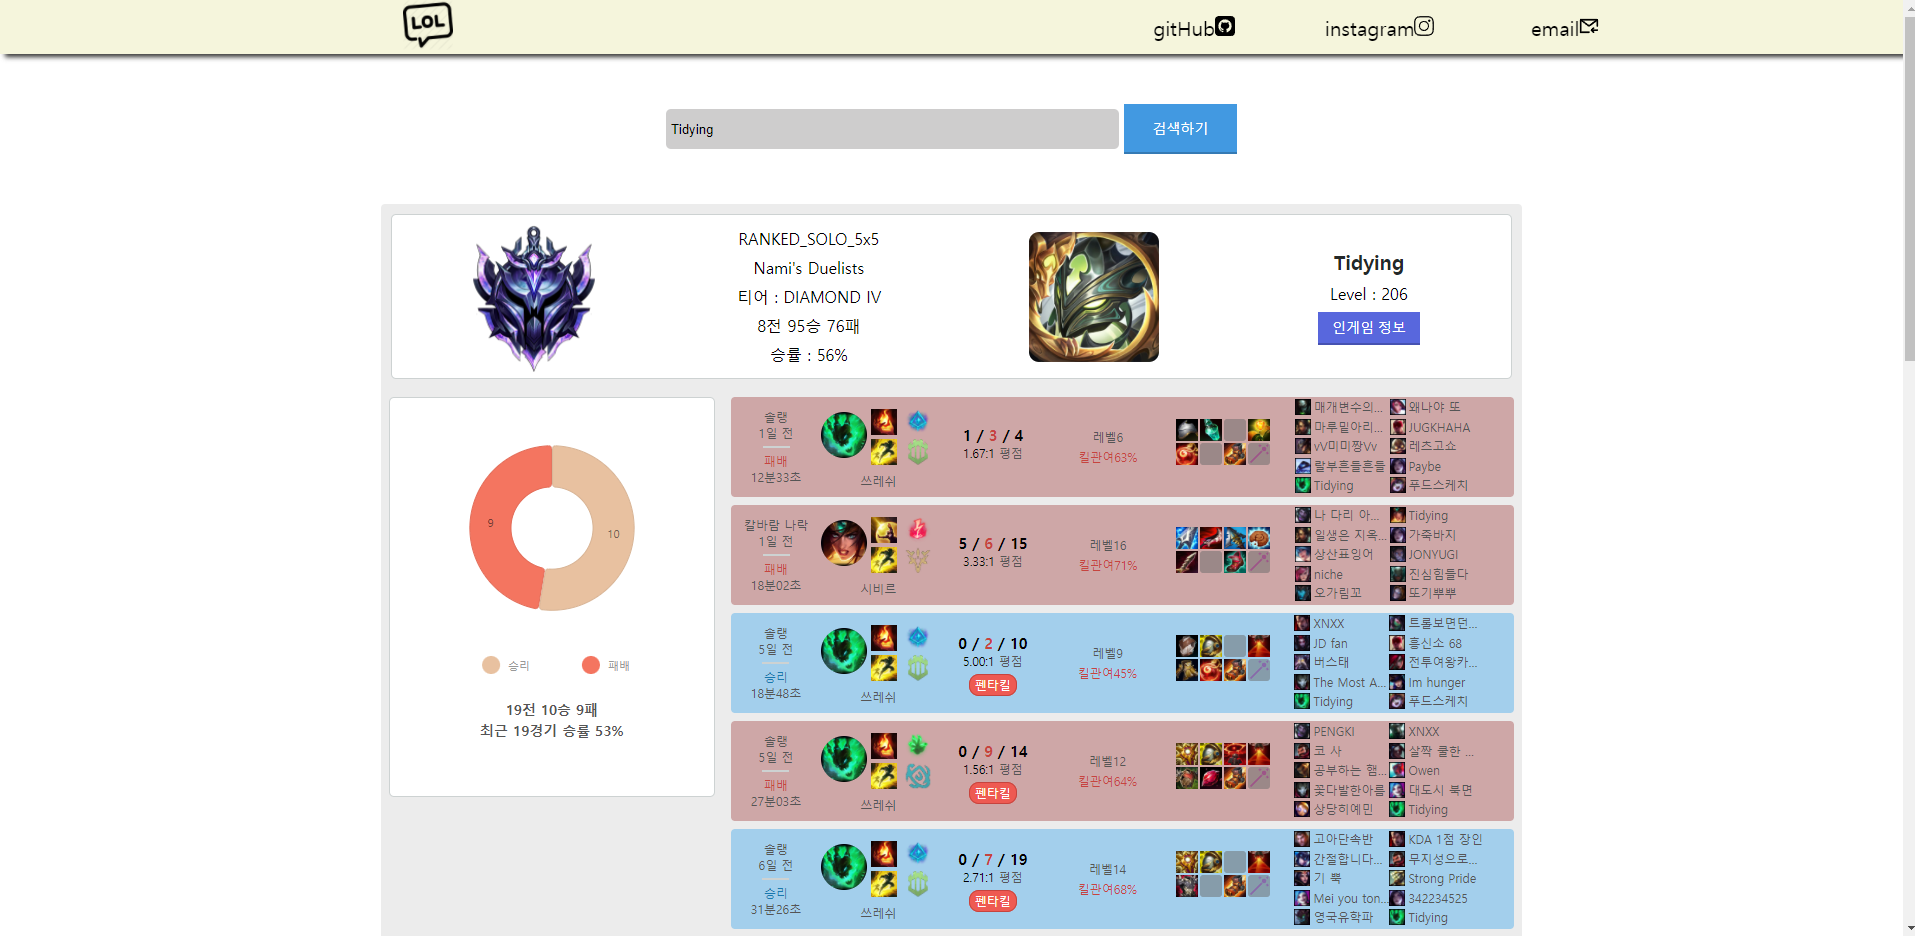 LOL
gitHub
instagram
email
Tidying
검색하기
RANKED_SOLO_5x5
Nami's Duelists
티어 : DIAMOND IV
8전 95승 76패
승률 : 56%
Tidying
Level : 206
인게임 정보
9
10
승리
패배
19전 10승 9패
최근 19경기 승률 53%
솔랭
1일 전
패배
12분33초
쓰레쉬
1 / 3 / 4
1.67:1 평점
레벨6
킬관여63%
매개변수의...
왜나야 또
마루밑아리...
JUGKHAHA
vV미미짱Vv
레츠고쇼
랄부흔들흔들
Paybe
Tidying
푸드스케치
칼바람 나락
1일 전
패배
18분02초
시비르
5 / 6 / 15
3.33:1 평점
레벨16
킬관여71%
나 다리 아...
Tidying
일생은 지옥...
가죽바지
상산표잉어
JONYUGI
niche
진심힘들다
오가림꼬
또기뿌뿌
솔랭
5일 전
승리
18분48초
쓰레쉬
0 / 2 / 10
5.00:1 평점
펜타킬
레벨9
킬관여45%
XNXX
트롤보면던...
JD fan
흥신소 68
버스태
전투여왕카...
The Most A...
Im hunger
Tidying
푸드스케치
솔랭
5일 전
패배
27분03초
쓰레쉬
0 / 9 / 14
1.56:1 평점
펜타킬
레벨12
킬관여64%
PENGKI
XNXX
코 사
살짝 쿨한 ...
공부하는 햄...
Owen
꽃다발한아름
대도시 북면
상당히예민
Tidying
솔랭
6일 전
승리
31분26초
쓰레쉬
0 / 7 / 19
2.71:1 평점
펜타킬
레벨14
킬관여68%
고아단속반
KDA 1점 장인
간절합니다...
무지성으로...
기 뿍
Strong Pride
Mei you ton...
342234525
영국유학파
Tidying